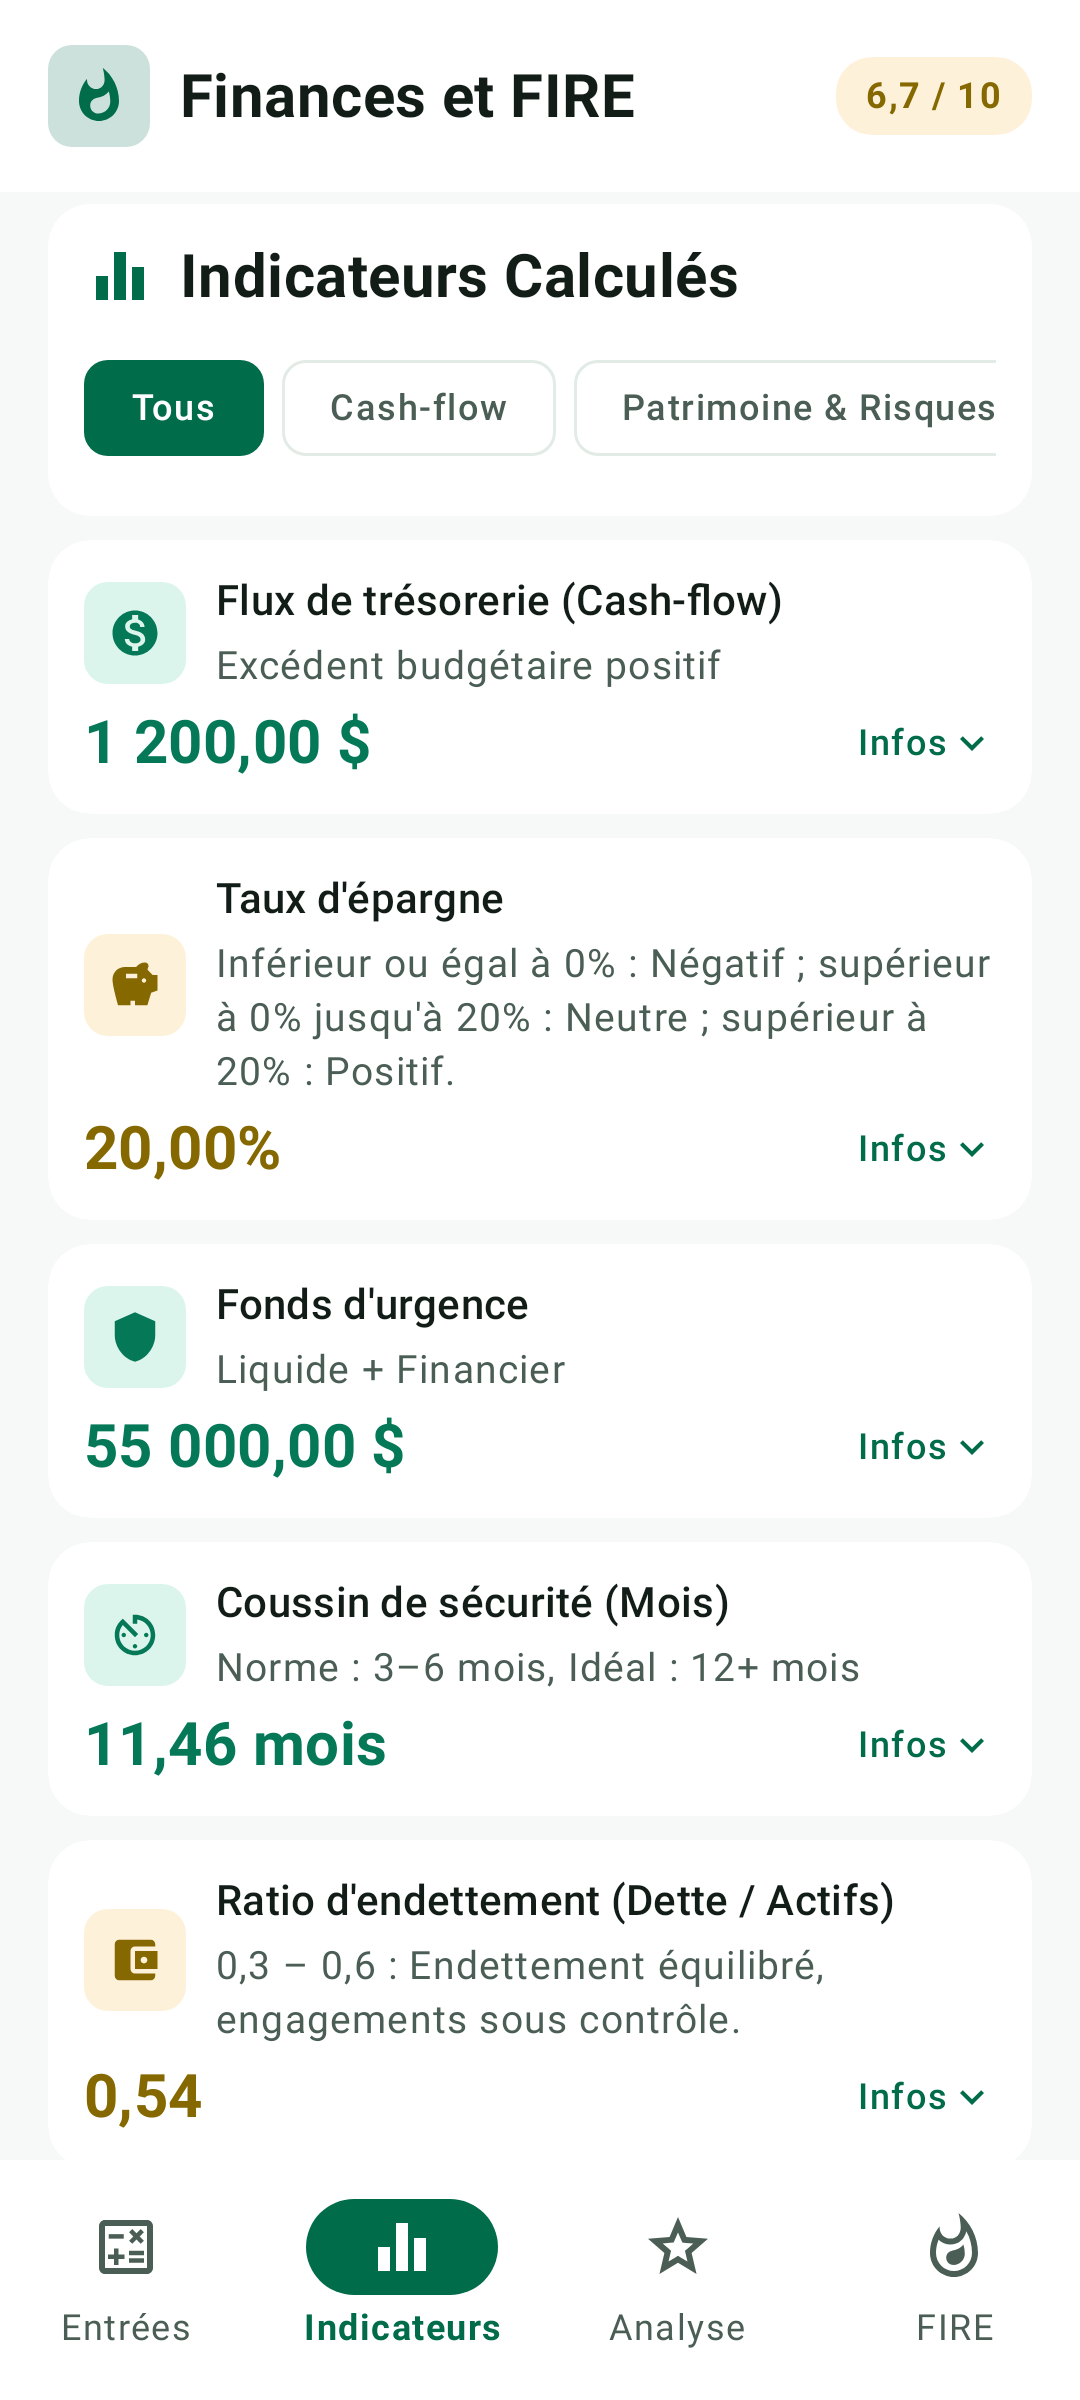 Finances et FIRE
6,7 / 10
Indicateurs Calculés
Tous
Cash-flow
Patrimoine & Risques
Flux de trésorerie (Cash-flow)
Excédent budgétaire positif
1 200,00 $
Infos
Taux d'épargne
Inférieur ou égal à 0% : Négatif ; supérieur
à 0% jusqu'à 20% : Neutre ; supérieur à
20% : Positif.
20,00%
Infos
Fonds d'urgence
Liquide + Financier
55 000,00 $
Infos
Coussin de sécurité (Mois)
Norme : 3–6 mois, Idéal : 12+ mois
11,46 mois
Infos
Ratio d'endettement (Dette / Actifs)
0,3 – 0,6 : Endettement équilibré,
engagements sous contrôle.
0,54
Infos
Entrées
Indicateurs
Analyse
FIRE